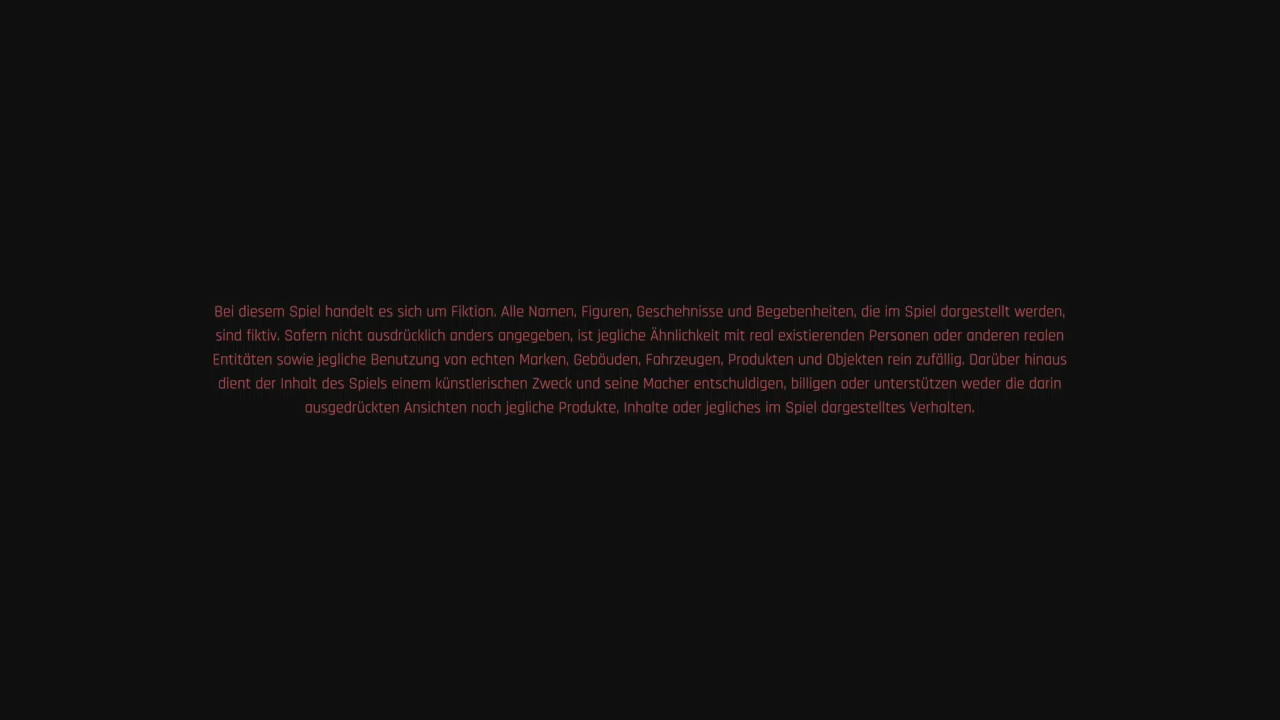 Bei diesem Spiel handelt es sich um Fiktion. Alle Namen, Figuren, Geschehnisse und Begebenheiten, die im Spiel dargestellt werden,
sind fiktiv. Sofern nicht ausdrücklich anders angegeben, ist jegliche Ähnlichkeit mit real existierenden Personen oder anderen realen
Entitäten sowie jegliche Benutzung von echten Marken, Gebäuden, Fahrzeugen, Produkten und Objekten rein zufällig. Darüber hinaus
dient der Inhalt des Spiels einem künstlerischen Zweck und seine Macher entschuldigen, billigen oder unterstützen weder die darin
ausgedrückten Ansichten noch jegliche Produkte, Inhalte oder jegliches im Spiel dargestelltes Verhalten.